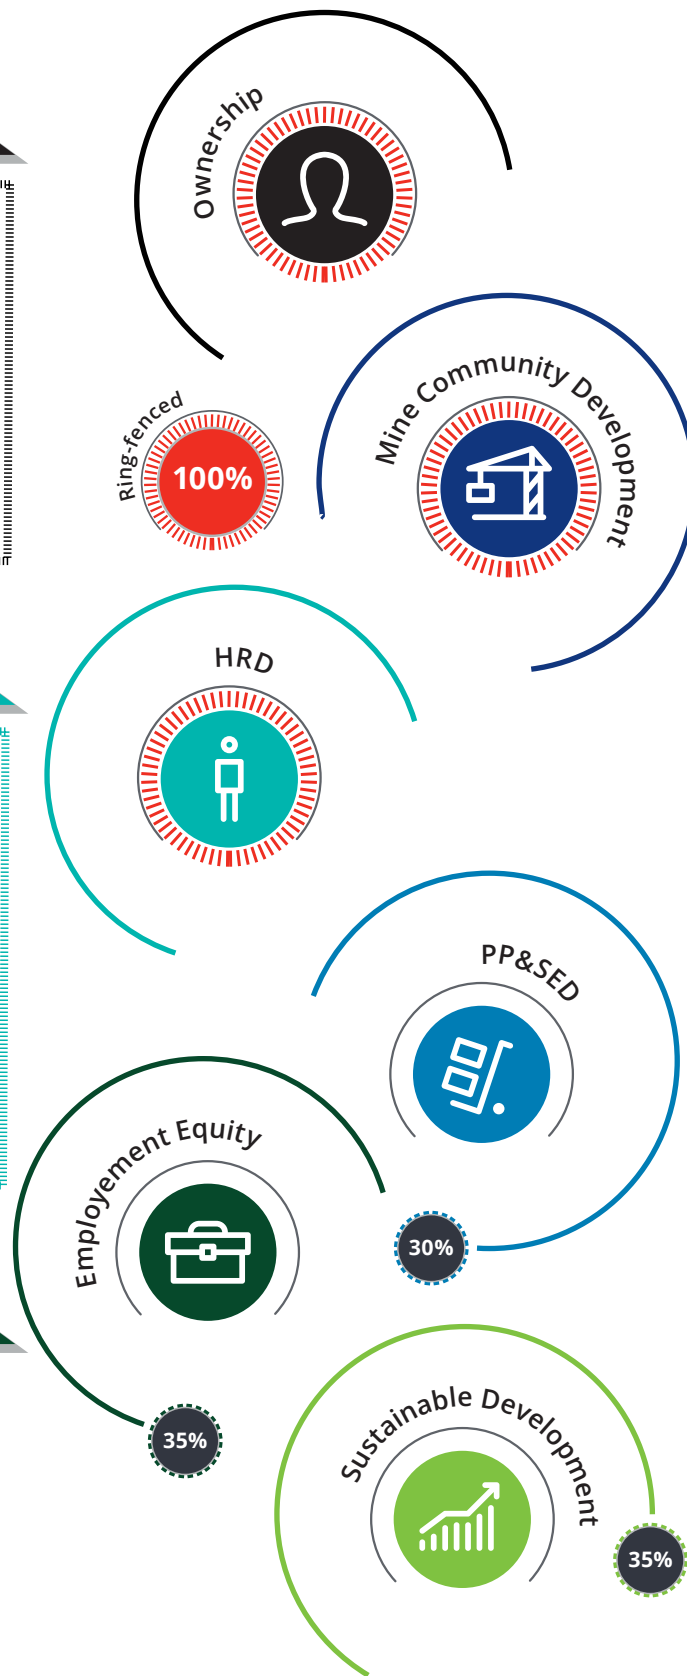 Ownership
Mine Community Development
Ring-fenced
100%
HRD
PP&SED
30%
Employement Equity
35%
Sustainable Development
35%